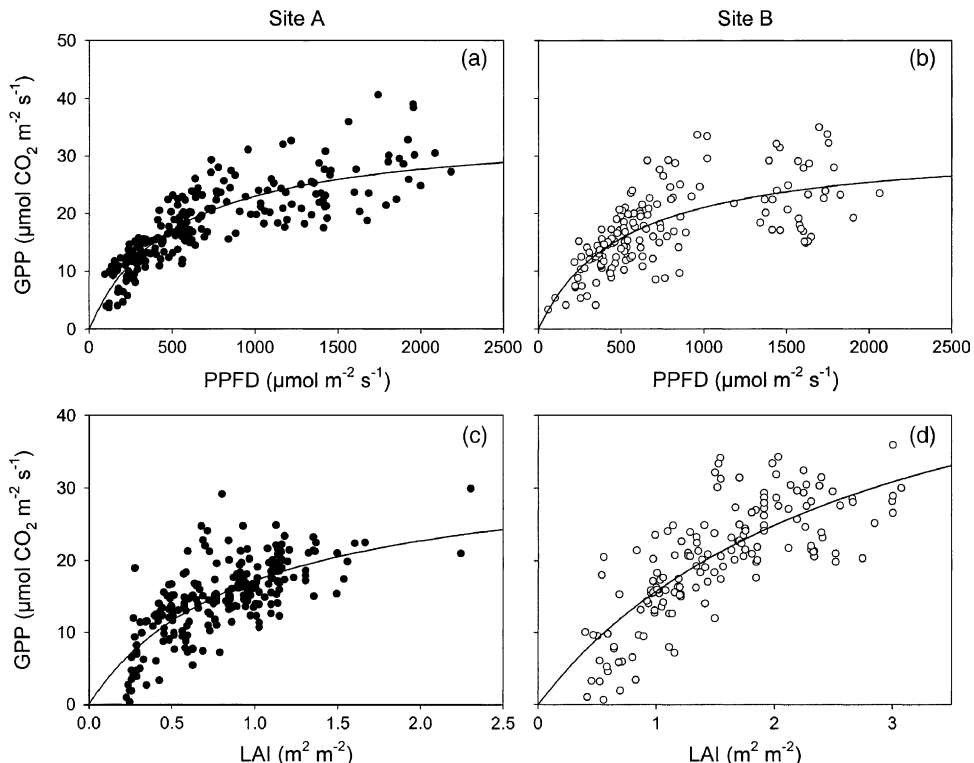 Site A Site B
(a) (b)
50
40
30
20
10
0
GPP (µmol CO₂ m⁻² s⁻¹)
0 500 1000 1500 2000 2500 0 500 1000 1500 2000 2500
PPFD (µmol m⁻² s⁻¹) PPFD (µmol m⁻² s⁻¹)
(c) (d)
40
30
20
10
0
GPP (µmol CO₂ m⁻² s⁻¹)
0.0 0.5 1.0 1.5 2.0 2.5 0 1 2 3
LAI (m² m⁻²) LAI (m² m⁻²)